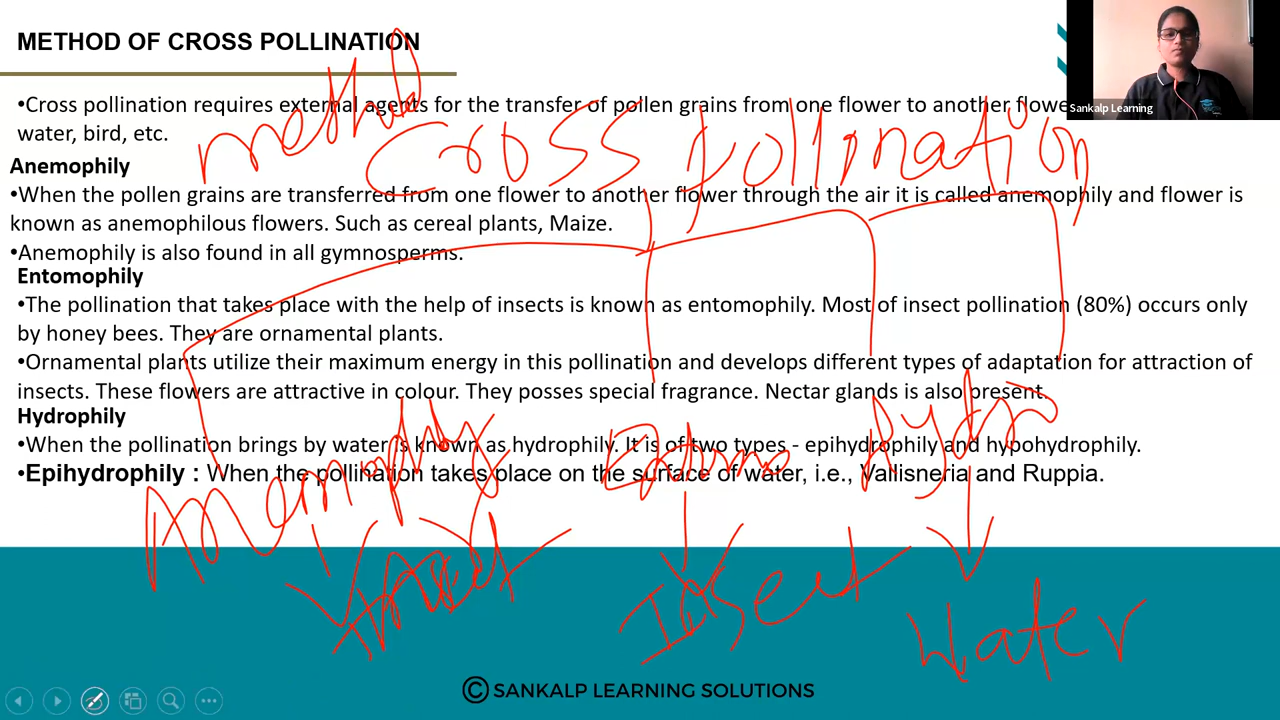 METHOD OF CROSS POLLINATION
•Cross pollination requires external agents for the transfer of pollen grains from one flower to another
water, bird, etc.
Anemophily
•When the pollen grains are transferred from one flower to another flower through the air it is called anemophily and flower is
known as anemophilous flowers. Such as cereal plants, Maize.
•Anemophily is also found in all gymnosperms.
Entomophily
•The pollination that takes place with the help of insects is known as entomophily. Most of insect pollination (80%) occurs only
by honey bees. They are ornamental plants.
•Ornamental plants utilize their maximum energy in this pollination and develops different types of adaptation for attraction of
insects. These flowers are attractive in colour. They posses special fragrance. Nectar glands is also present.
Hydrophily
•When the pollination brings by water is known as hydrophily. It is of two types - epihydrophily and hypohydrophily.
•Epihydrophily : When the pollination takes place on the surface of water, i.e., Vallisneria and Ruppia.
method
Cross pollination
Anemophily
Entomo
hydro
Insect
Water
Sankalp Learning
© SANKALP LEARNING SOLUTIONS